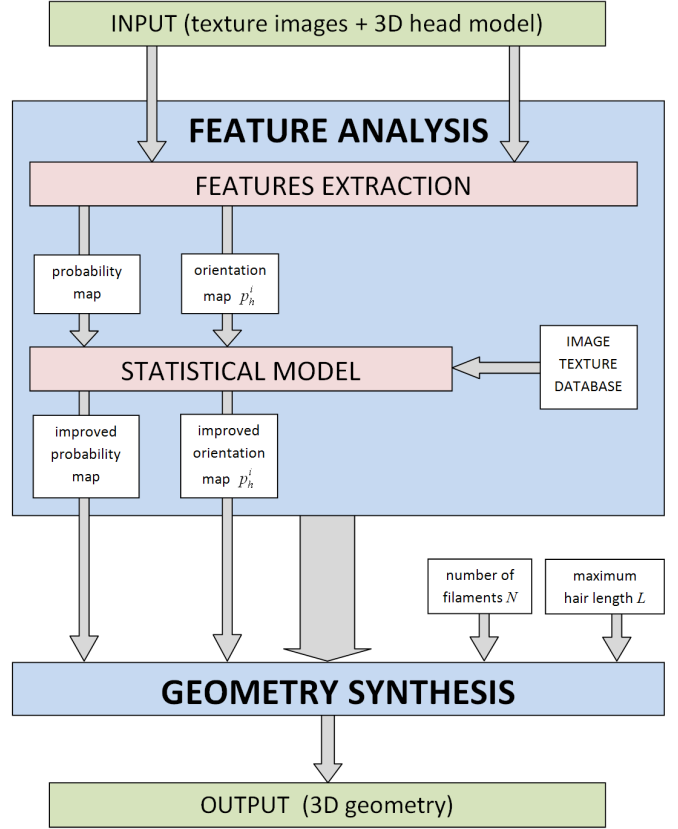 INPUT (texture images + 3D head model)
FEATURE ANALYSIS
FEATURES EXTRACTION
probability
map
orientation
map p_h^i
IMAGE
TEXTURE
DATABASE
STATISTICAL MODEL
improved
probability
map
improved
orientation
map p_h^i
number of
filaments N
maximum
hair length L
GEOMETRY SYNTHESIS
OUTPUT (3D geometry)